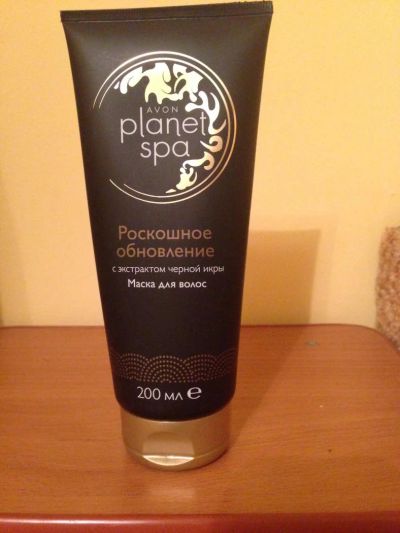 AVON
planet
spa
Роскошное
обновление
с экстрактом черной икры
Маска для волос
200 мл e